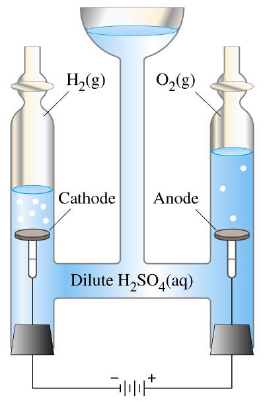 H₂(g) O₂(g)
Cathode Anode
Dilute H₂SO₄(aq)
− +